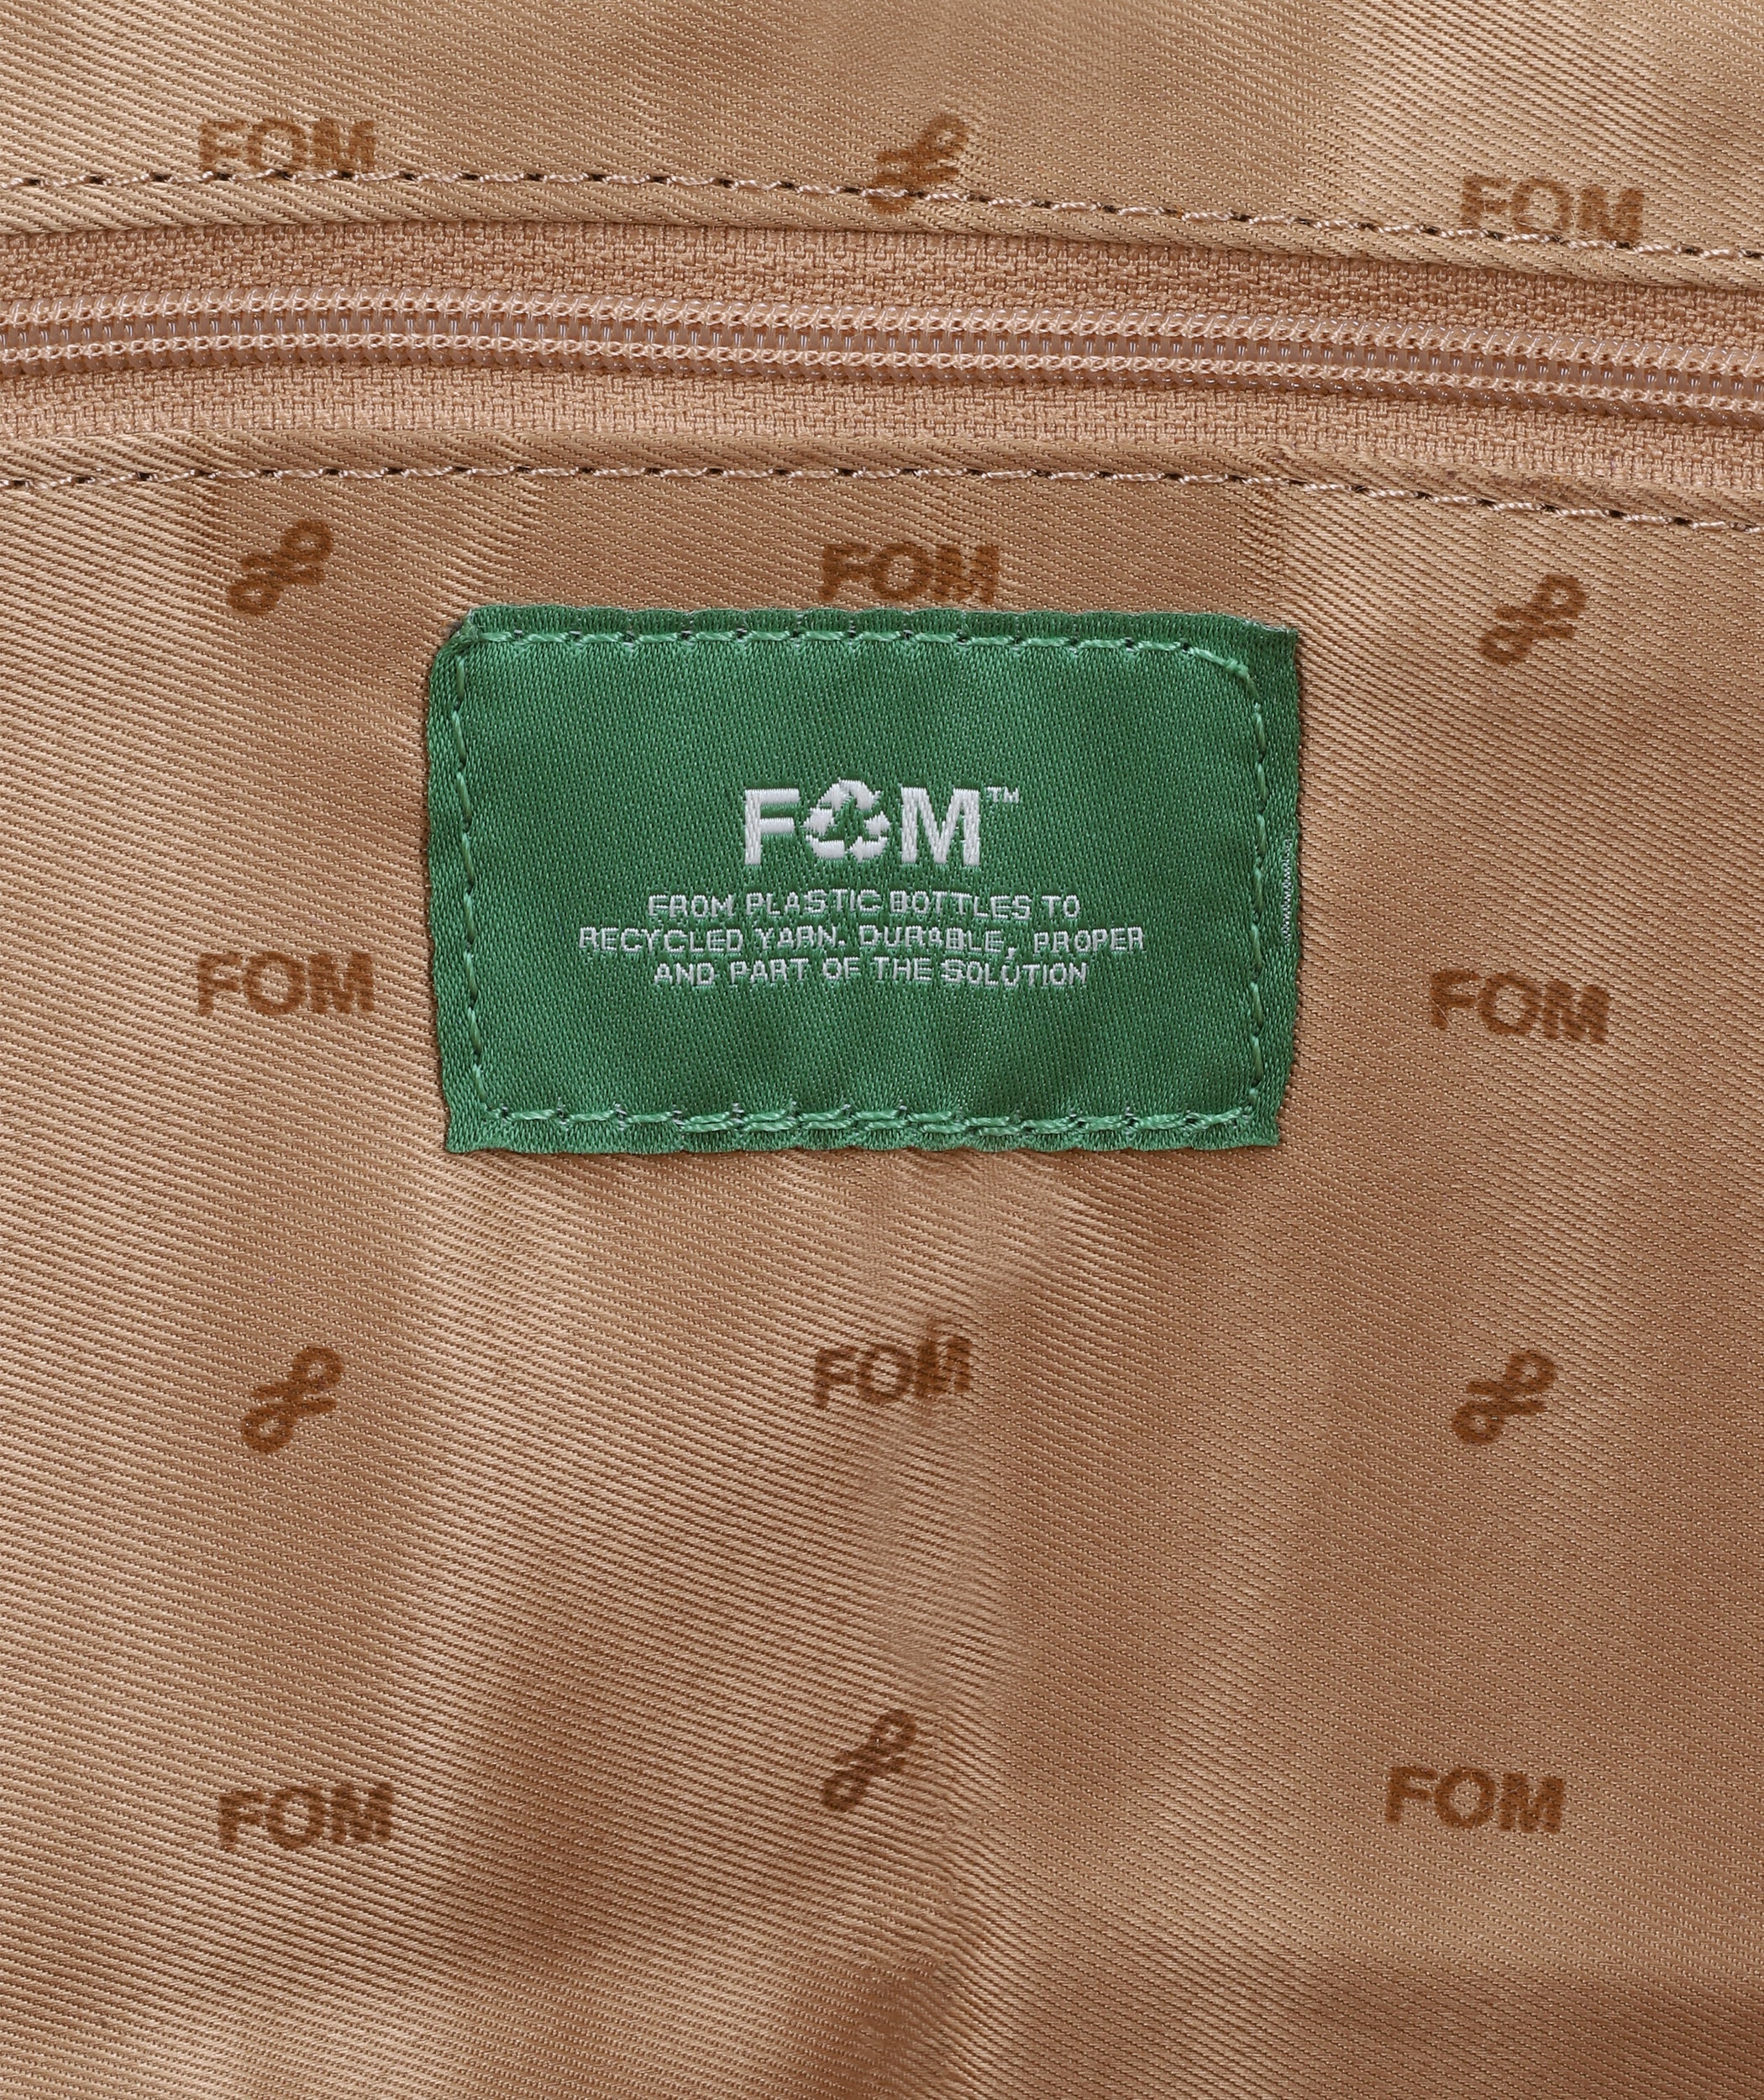 FOM
FOM
FOM
FOM™
FROM PLASTIC BOTTLES TO
RECYCLED YARN. DURABLE, PROPER
AND PART OF THE SOLUTION
FOM
FOM
FOM
FOM
FOM